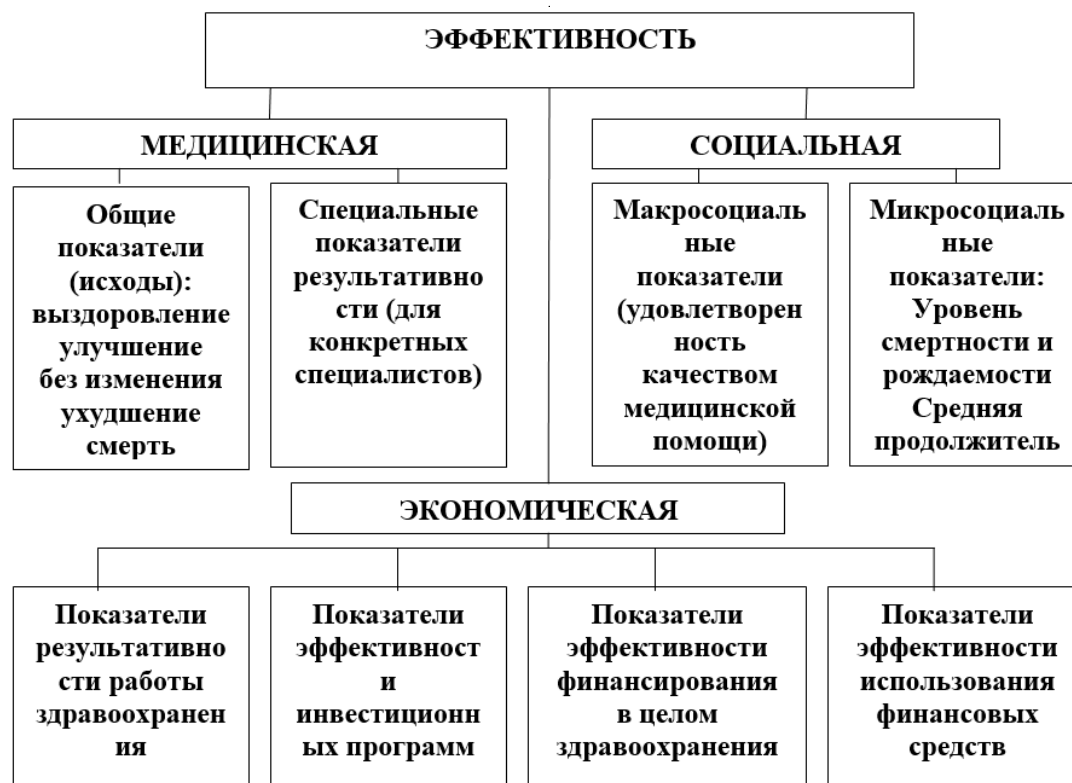 ЭФФЕКТИВНОСТЬ
МЕДИЦИНСКАЯ
СОЦИАЛЬНАЯ
Общие
показатели
(исходы):
выздоровление
улучшение
без изменения
ухудшение
смерть
Специальные
показатели
результативно
сти (для
конкретных
специалистов)
Макросоциаль
ные
показатели
(удовлетворен
ность
качеством
медицинской
помощи)
Микросоциаль
ные
показатели:
Уровень
смертности и
рождаемости
Средняя
продолжитель
ЭКОНОМИЧЕСКАЯ
Показатели
результативно
сти работы
здравоохранен
ия
Показатели
эффективност
и
инвестиционн
ых программ
Показатели
эффективности
финансирования
в целом
здравоохранения
Показатели
эффективности
использования
финансовых
средств